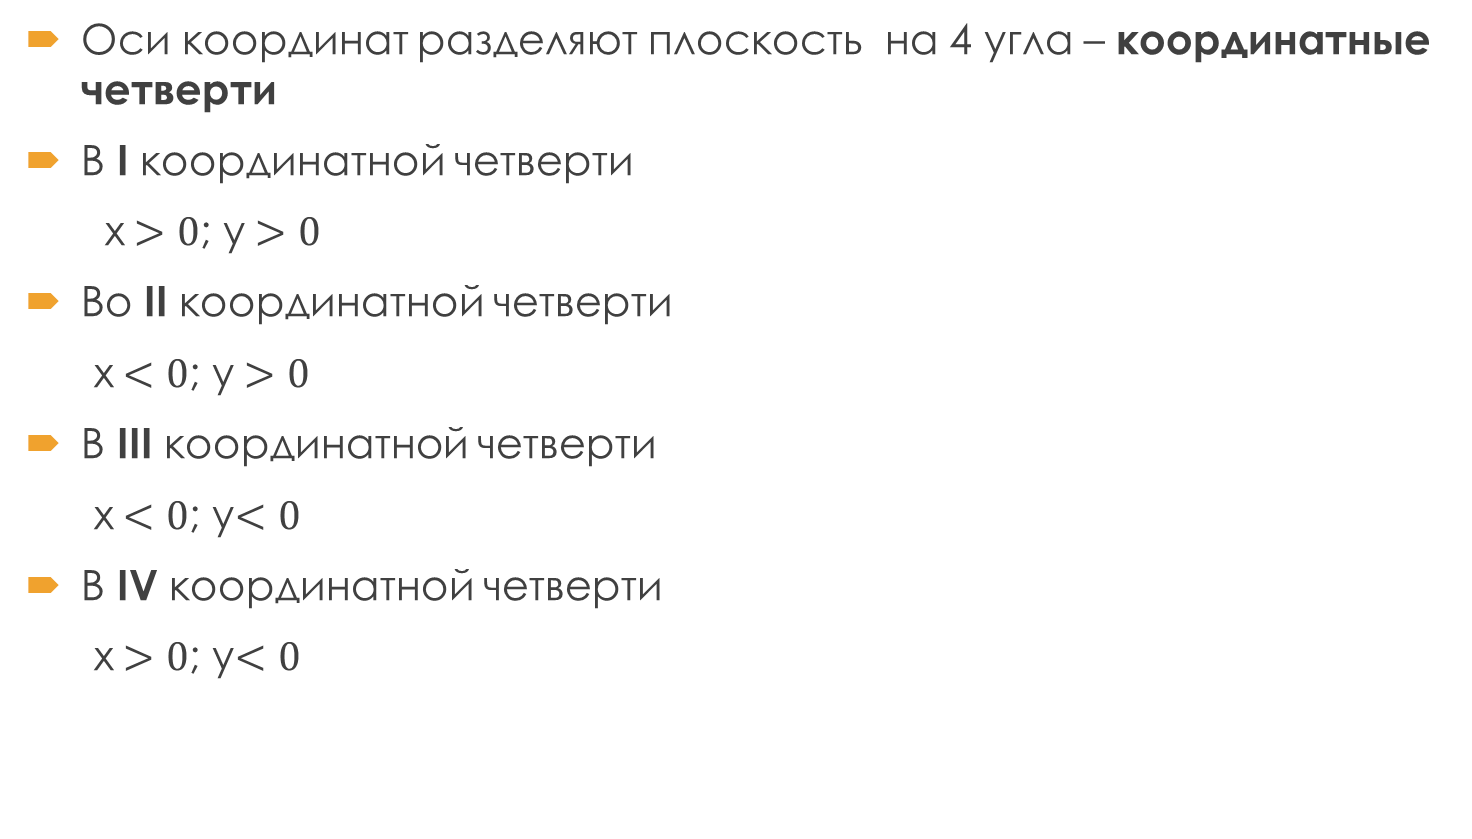 Оси координат разделяют плоскость на 4 угла – координатные
четверти
В I координатной четверти
х > 0; у > 0
Во II координатной четверти
х < 0; у > 0
В III координатной четверти
х < 0; у< 0
В IV координатной четверти
х > 0; у< 0